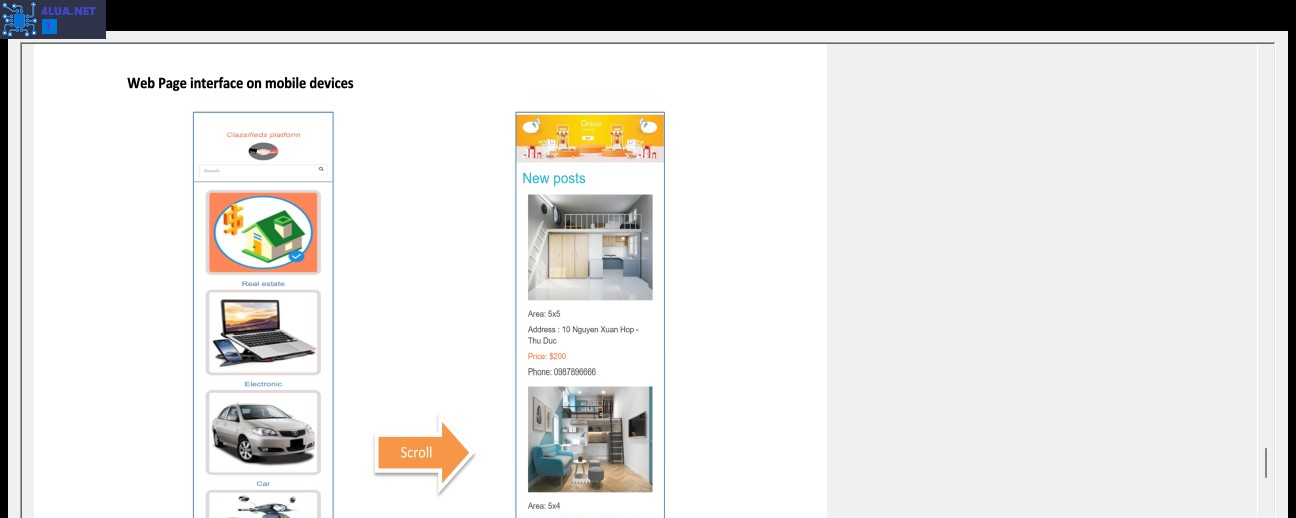 4LUA.NET
Web Page interface on mobile devices
Classifieds platform
Search
Real estate
Electronic
Car
Scroll
Online
New posts
Area: 5x5
Address : 10 Nguyen Xuan Hop -
Thu Duc
Price: $200
Phone: 0987896666
Area: 5x4